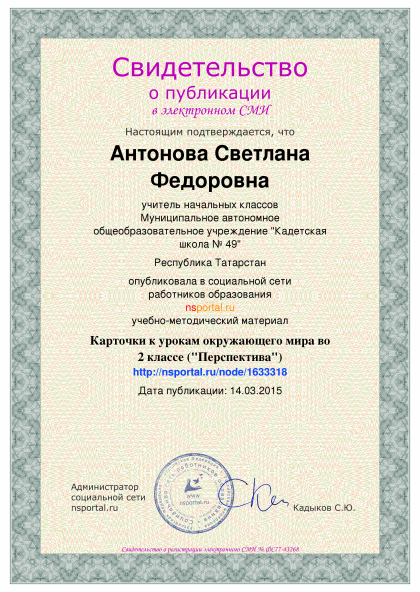 Свидетельство
о публикации
в электронном СМИ
Настоящим подтверждается, что
Антонова Светлана
Федоровна
учитель начальных классов
Муниципальное автономное
общеобразовательное учреждение "Кадетская
школа № 49"
Республика Татарстан
опубликовала в социальной сети
работников образования
nsportal.ru
учебно-методический материал
Карточки к урокам окружающего мира во
2 классе ("Перспектива")
http://nsportal.ru/node/1633318
Дата публикации: 14.03.2015
Администратор
социальной сети
nsportal.ru
www
nsportal.ru
Кадыков С.Ю.
Свидетельство о регистрации электронного СМИ № ФС77-43268